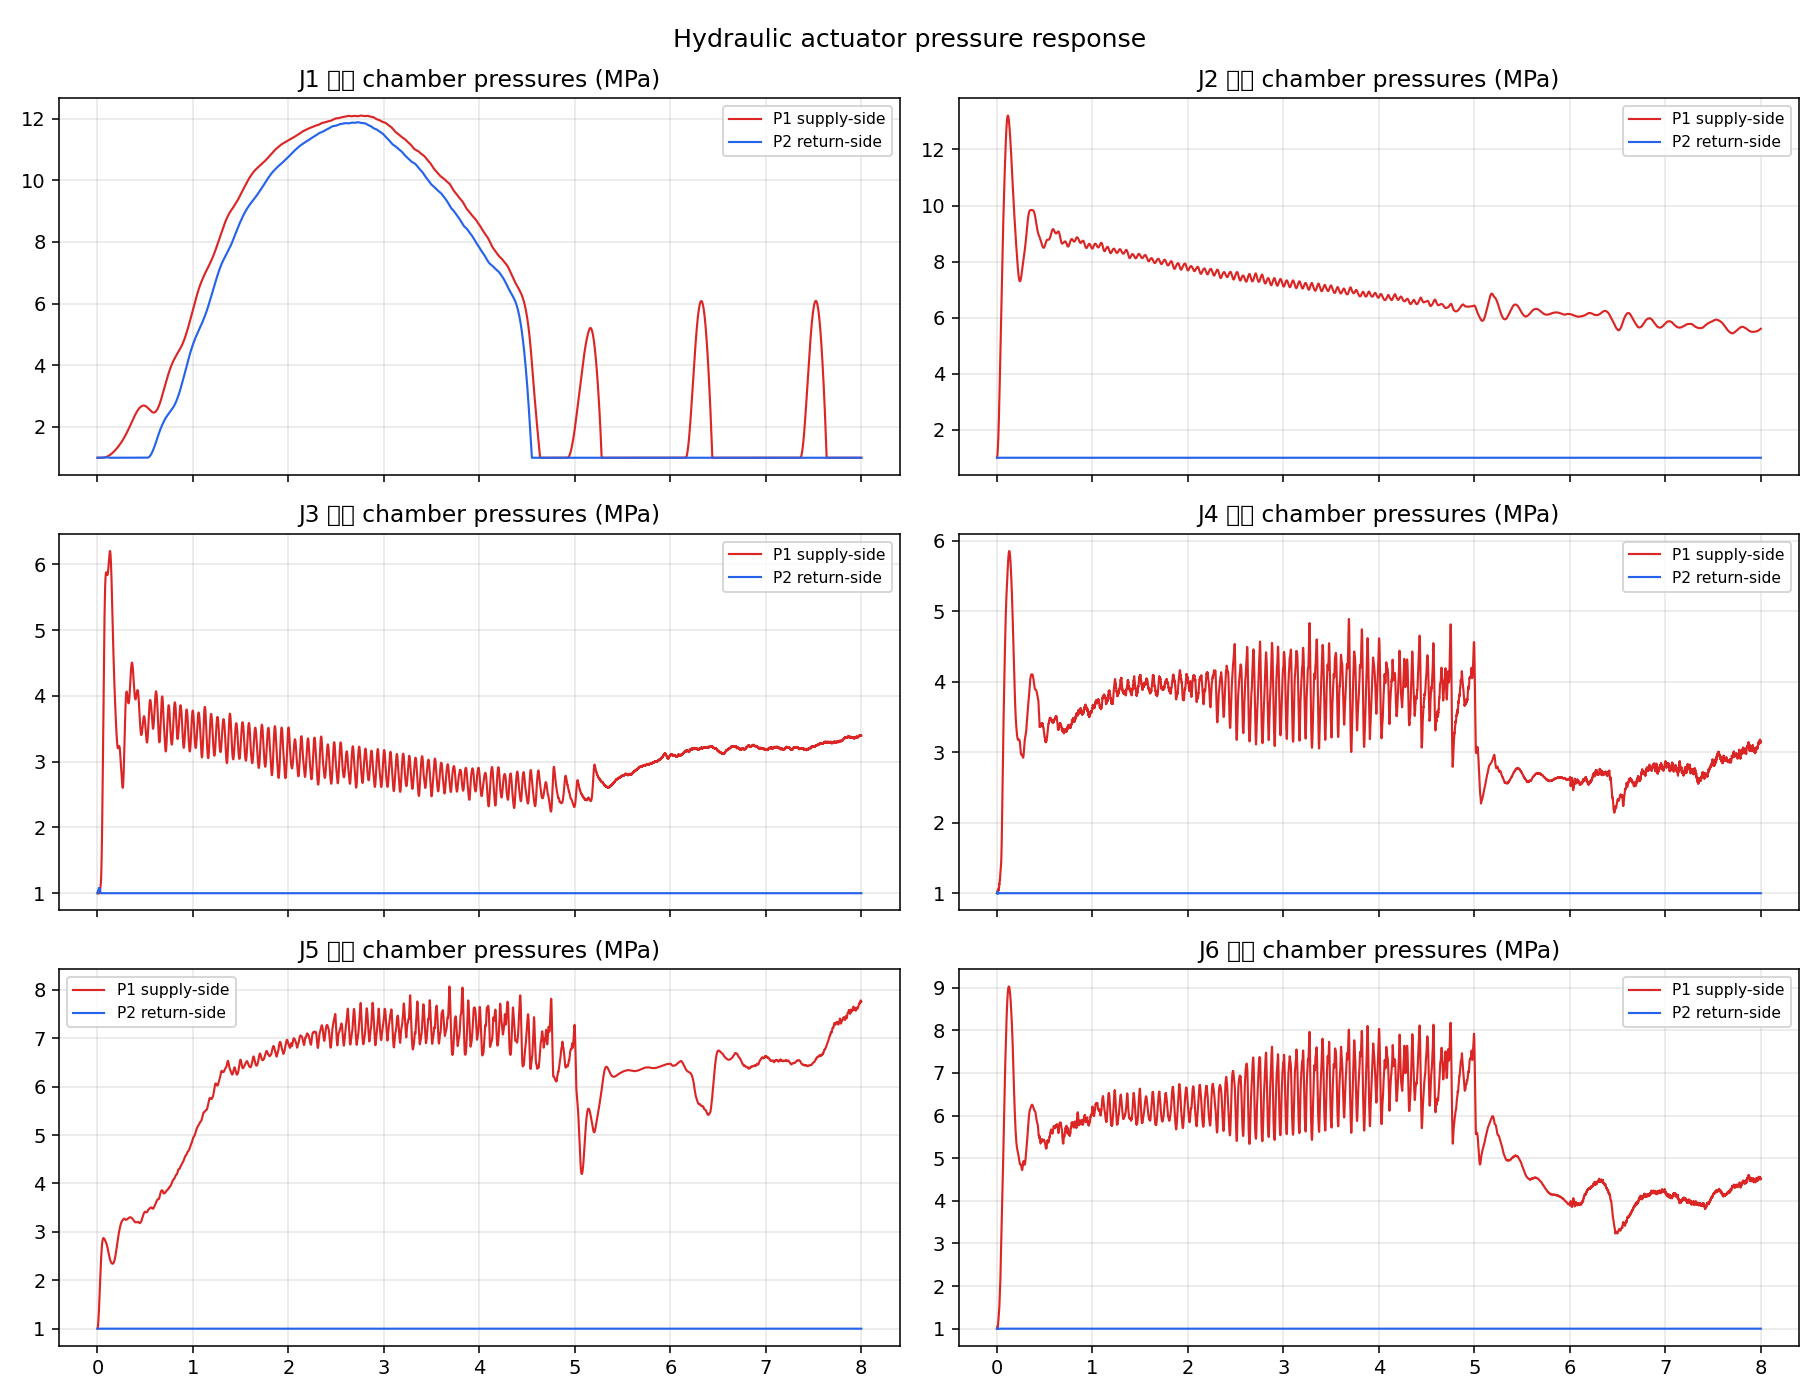 Hydraulic actuator pressure response
J1 □□ chamber pressures (MPa)
P1 supply-side
P2 return-side
12
10
8
6
4
2
J2 □□ chamber pressures (MPa)
P1 supply-side
P2 return-side
12
10
8
6
4
2
J3 □□ chamber pressures (MPa)
P1 supply-side
P2 return-side
6
5
4
3
2
1
J4 □□ chamber pressures (MPa)
P1 supply-side
P2 return-side
6
5
4
3
2
1
J5 □□ chamber pressures (MPa)
P1 supply-side
P2 return-side
8
7
6
5
4
3
2
1
0 1 2 3 4 5 6 7 8
J6 □□ chamber pressures (MPa)
P1 supply-side
P2 return-side
9
8
7
6
5
4
3
2
1
0 1 2 3 4 5 6 7 8